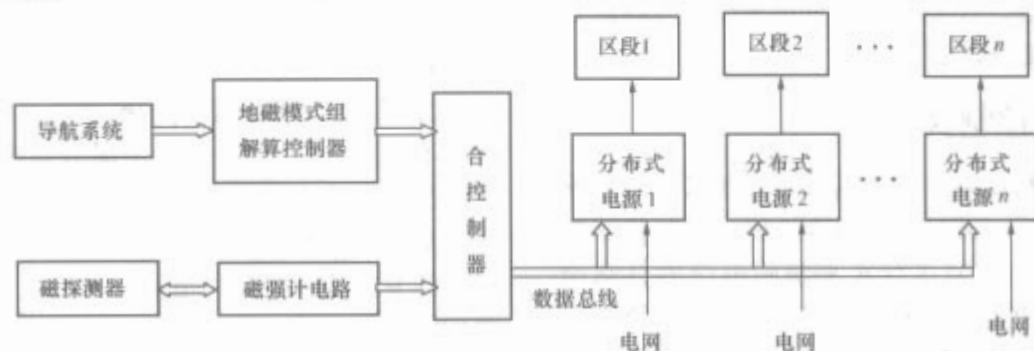 区段1
区段2
...
区段n
导航系统
地磁模式组
解算控制器
合
控
制
器
分布式
电源1
分布式
电源2
...
分布式
电源n
磁探测器
磁强计电路
数据总线
电网
电网
电网